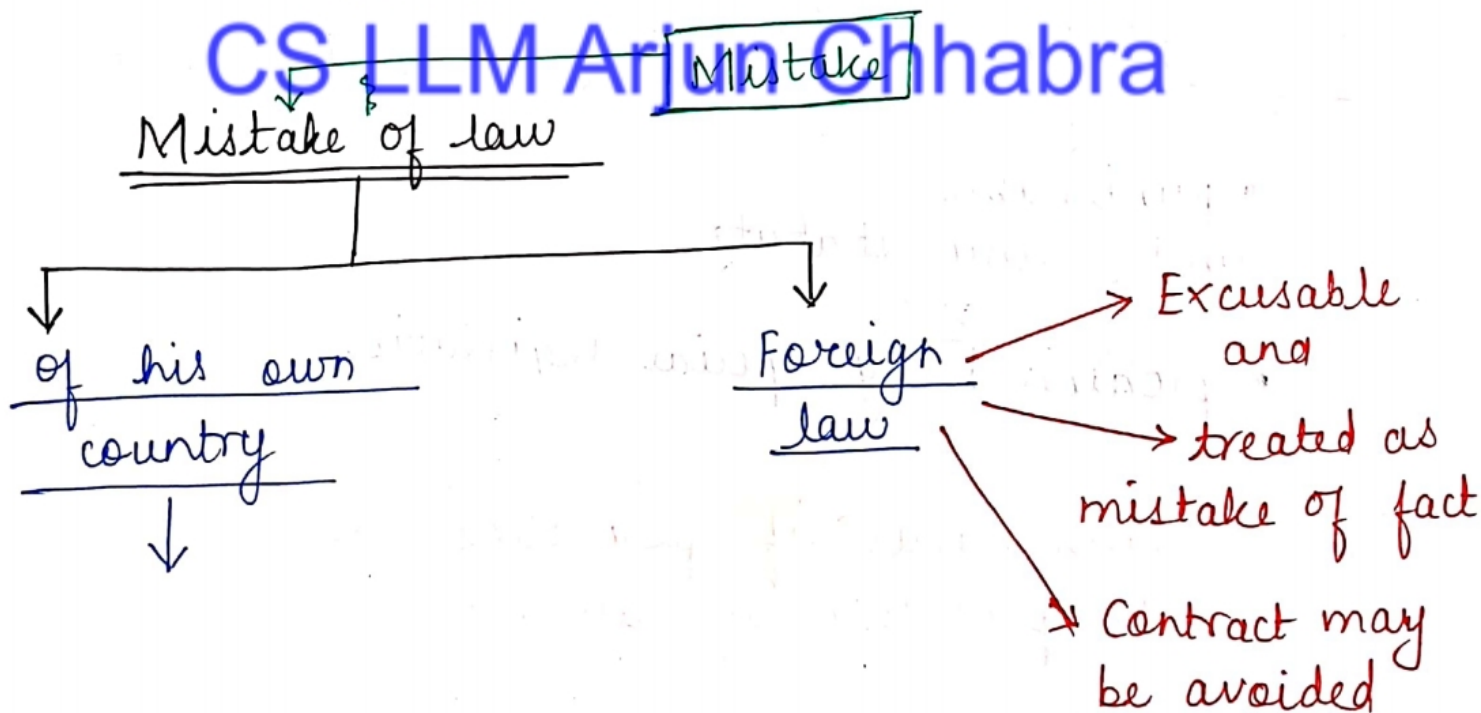 CS LLM Arjun Chhabra
Mistake
Mistake of law
of his own
country
Foreign
law
Excusable
and
treated as
mistake of fact
Contract may
be avoided